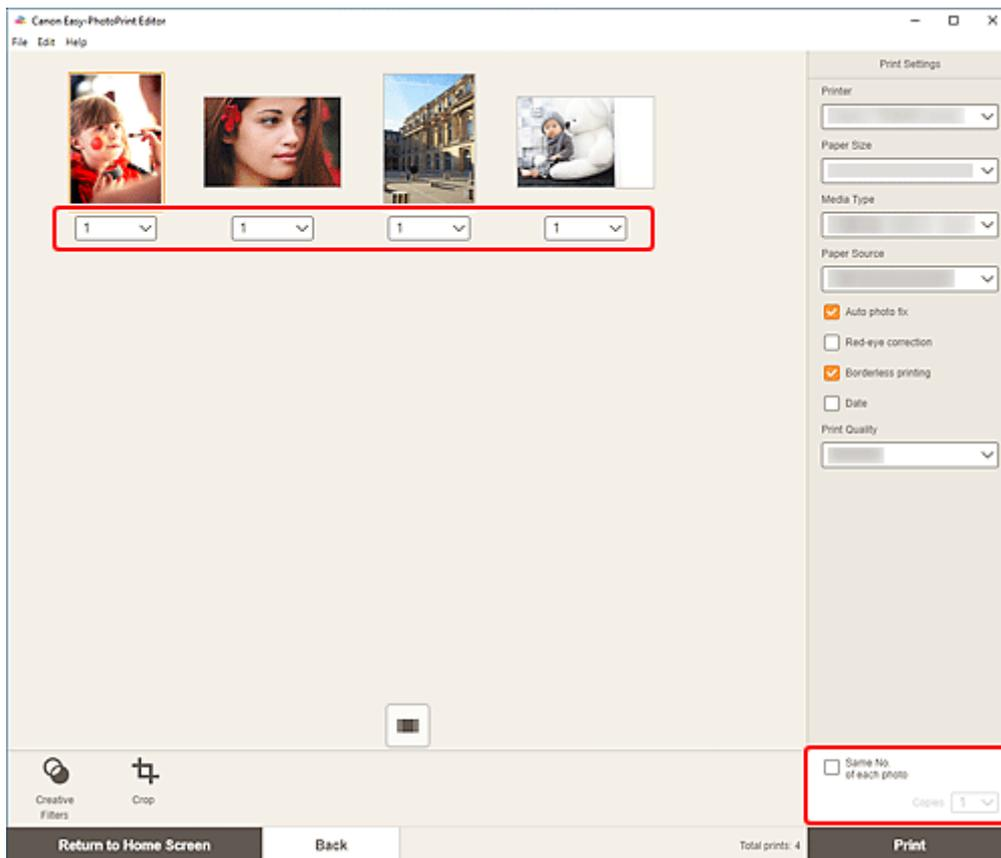 Canon Easy-PhotoPrint Editor
File Edit Help
Print Settings
Printer
Paper Size
Media Type
Paper Source
Auto photo fix
Red-eye correction
Borderless printing
Date
Print Quality
1 1 1 1
Creative
Filters
Crop
Same No.
of each photo
Copies 1
Return to Home Screen
Back
Total prints: 4
Print